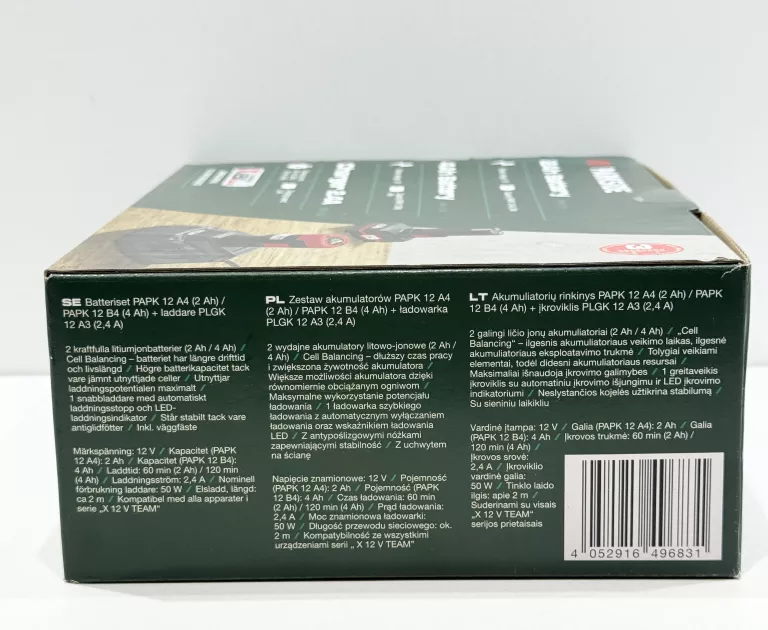 PARKSIDE
SE Batteriset PAPK 12 A4 (2 Ah) /
PAPK 12 B4 (4 Ah) + laddare PLGK
12 A3 (2,4 A)
2 kraftfulla litiumjonbatterier (2 Ah / 4 Ah) /
Cell Balancing – batteriet har längre drifttid
och livslängd / Högre batterikapacitet tack
vare jämnt utnyttjade celler / Utnyttjar
laddningspotentialen maximalt /
1 snabbladdare med automatiskt
laddningsstopp och LED-
laddningsindikator / Står stabilt tack vare
antiglidfötter / Inkl. väggfäste
Märkspänning: 12 V / Kapacitet (PAPK
12 A4): 2 Ah / Kapacitet (PAPK 12 B4):
4 Ah / Laddtid: 60 min (2 Ah) / 120 min
(4 Ah) / Laddningsström: 2,4 A / Nominell
förbrukning laddare: 50 W / Elsladd, längd:
ca 2 m / Kompatibel med alla apparater i
serie „X 12 V TEAM"
PL Zestaw akumulatorów PAPK 12 A4
(2 Ah) / PAPK 12 B4 (4 Ah) + ładowarka
PLGK 12 A3 (2,4 A)
2 wydajne akumulatory litowo-jonowe (2 Ah /
4 Ah) / Cell Balancing – dłuższy czas pracy
i zwiększona żywotność akumulatora /
Większe możliwości akumulatora dzięki
równomiernie obciążanym ogniwom /
Maksymalne wykorzystanie potencjału
ładowania / 1 ładowarka szybkiego
ładowania z automatycznym wyłączaniem
ładowania oraz wskaźnikiem ładowania
LED / Z antypoślizgowymi nóżkami
zapewniającymi stabilność / Z uchwytem
na ścianę
Napięcie znamionowe: 12 V / Pojemność
(PAPK 12 A4): 2 Ah / Pojemność (PAPK
12 B4): 4 Ah / Czas ładowania: 60 min
(2 Ah) / 120 min (4 Ah) / Prąd ładowania:
2,4 A / Moc znamionowa ładowarki:
50 W / Długość przewodu sieciowego: ok.
2 m / Kompatybilność ze wszystkimi
urządzeniami serii „ X 12 V TEAM"
LT Akumuliatorių rinkinys PAPK 12 A4 (2 Ah) / PAPK
12 B4 (4 Ah) + įkroviklis PLGK 12 A3 (2,4 A)
2 galingi ličio jonų akumuliatoriai (2 Ah / 4 Ah) / „Cell
Balancing“ – ilgesnis akumuliatoriaus veikimo laikas, ilgesnė
akumuliatoriaus eksploatavimo trukmė / Tolygiai veikiami
elementai, todėl didesni akumuliatoriaus resursai /
Maksimaliai išnaudoja įkrovimo galimybes / 1 greitaveikis
įkroviklis su automatiniu įkrovimo išjungimu ir LED įkrovimo
indikatoriumi / Neslystančios kojelės užtikrina stabilumą /
Su sieniniu laikikliu
Vardinė įtampa: 12 V / Galia (PAPK 12 A4): 2 Ah / Galia
(PAPK 12 B4): 4 Ah / Įkrovos trukmė: 60 min (2 Ah) /
120 min (4 Ah) /
Įkrovos srovė:
2,4 A / Įkroviklio
vardinė galia:
50 W / Tinklo laido
ilgis: apie 2 m /
Suderinami su visais
„X 12 V TEAM“
serijos prietaisais
4 052916 496831